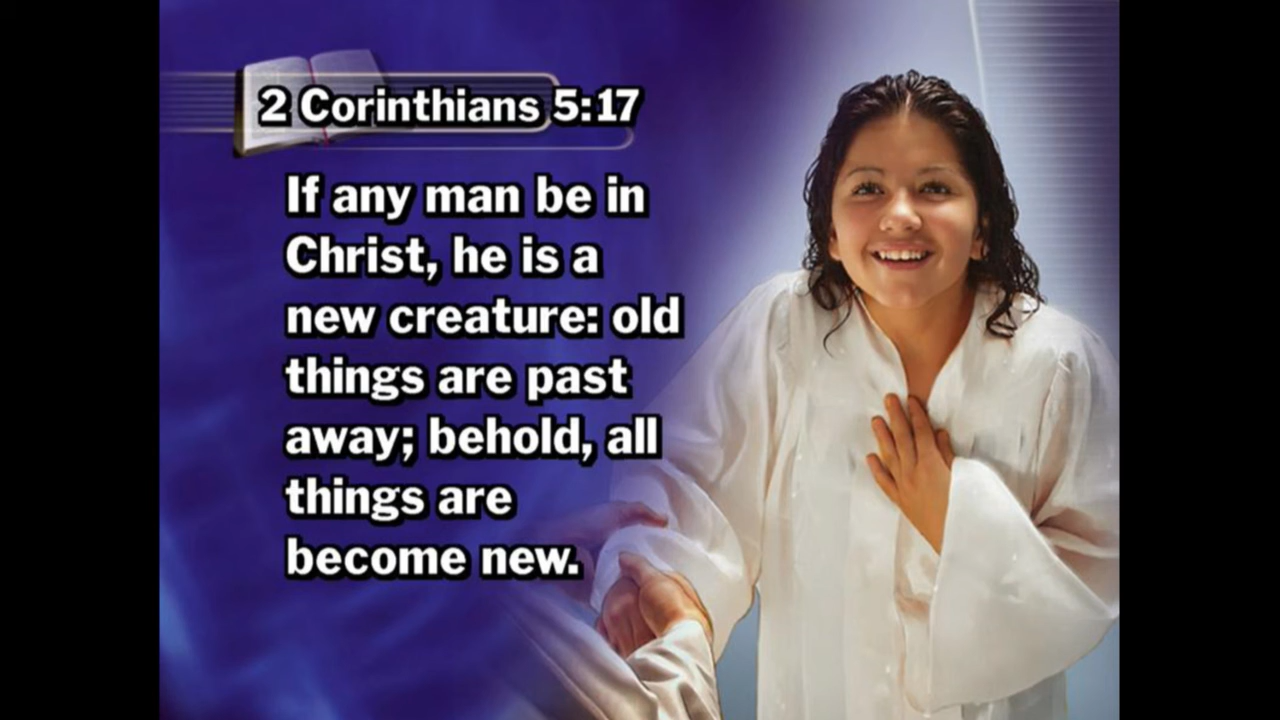 2 Corinthians 5:17
If any man be in
Christ, he is a
new creature: old
things are past
away; behold, all
things are
become new.